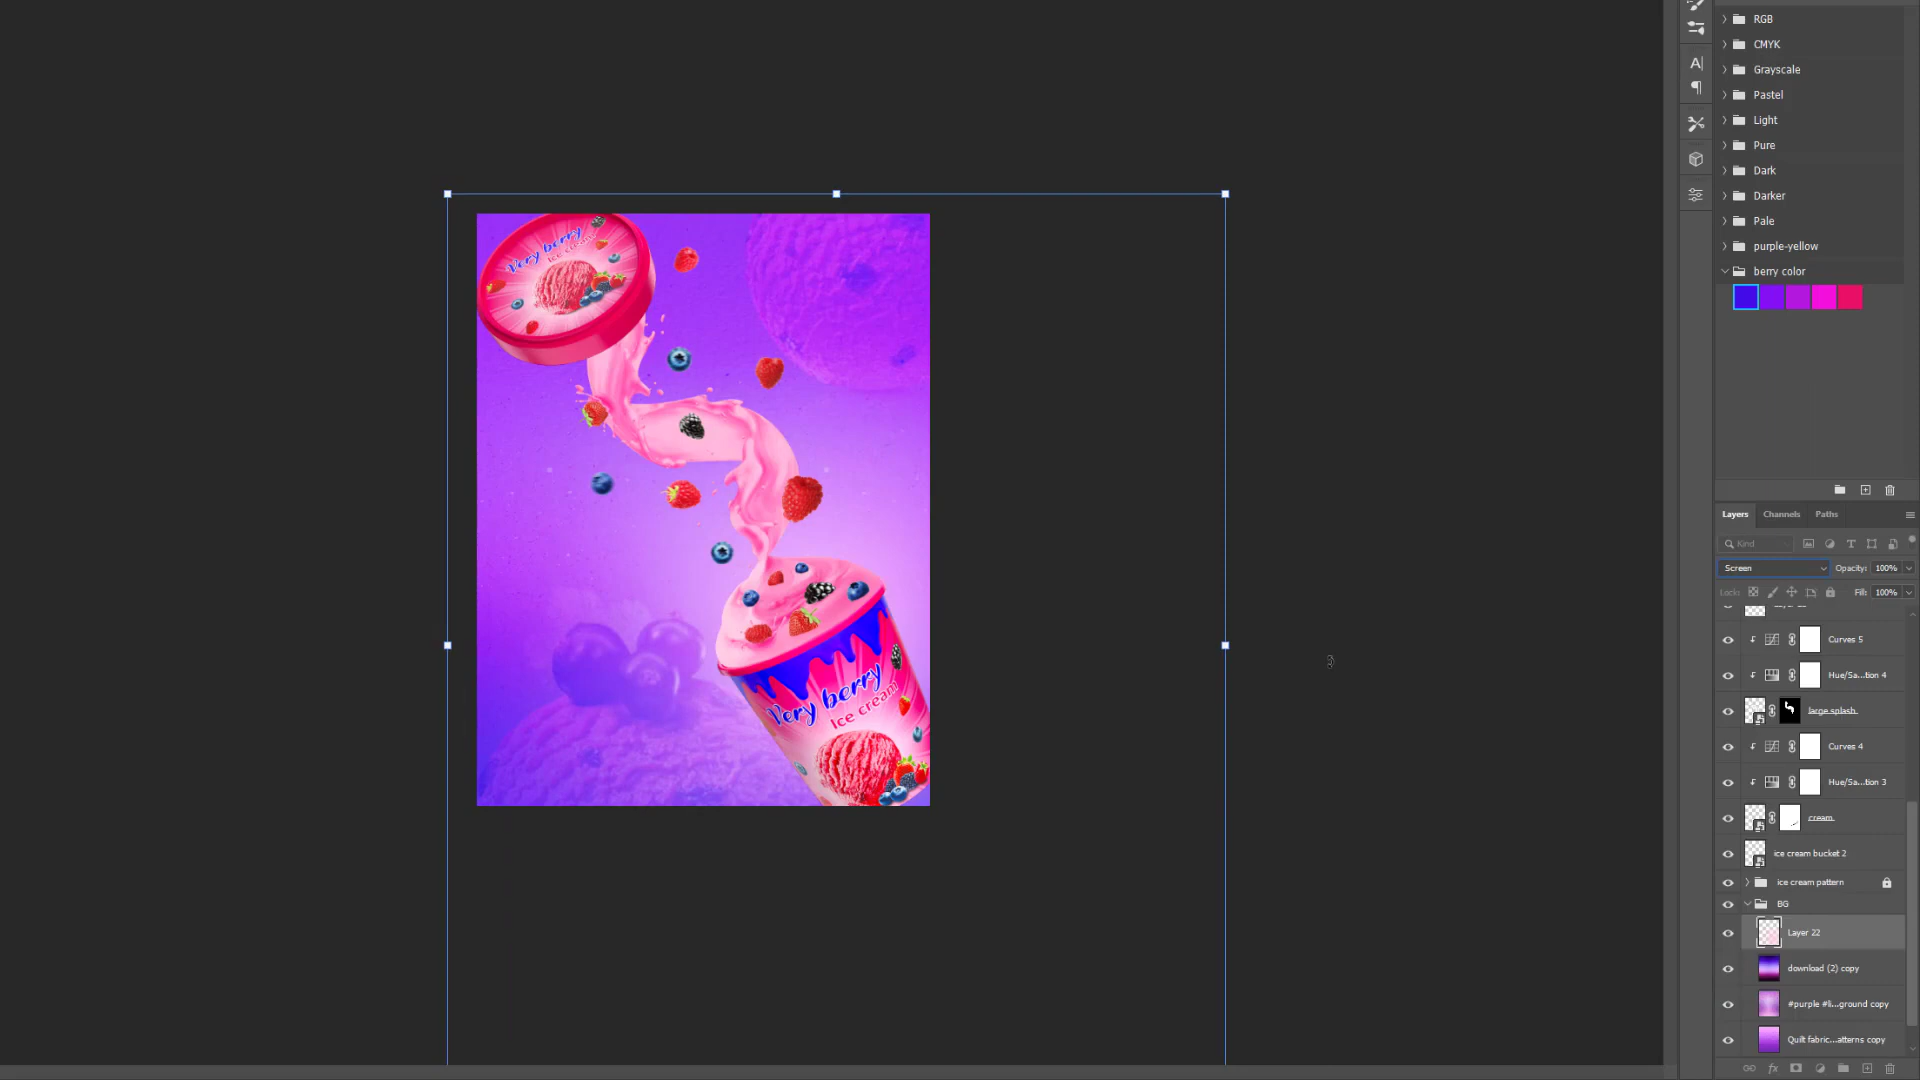 RGB
CMYK
Grayscale
Pastel
Light
Pure
Dark
Darker
Pale
purple-yellow
berry color
Very berry
Ice cream
Very berry
Ice cream
Layers Channels Paths
Kind
Screen Opacity: 100%
Lock: Fill: 100%
Curves 5
Hue/Sa...tion 4
large splash
Curves 4
Hue/Sa...tion 3
cream
ice cream bucket 2
ice cream pattern
BG
Layer 22
download (2) copy
#purple #li...ground copy
Quilt fabric...atterns copy